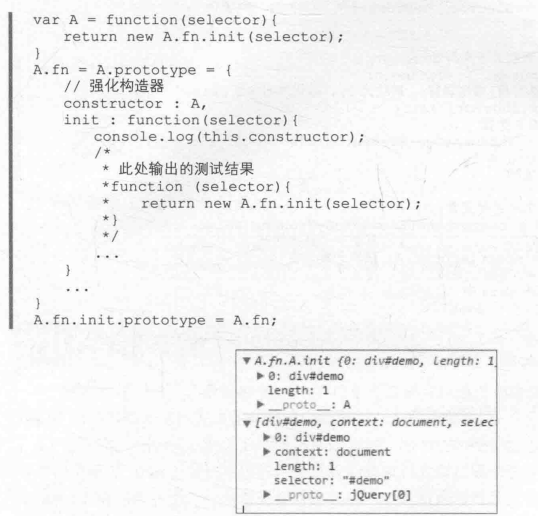 var A = function(selector){
return new A.fn.init(selector);
}
A.fn = A.prototype = {
// 强化构造器
constructor : A,
init : function(selector){
console.log(this.constructor);
/*
* 此处输出的测试结果
*function (selector){
* return new A.fn.init(selector);
*}
*/
...
}
...
}
A.fn.init.prototype = A.fn;
▼ A.fn.A.init {0: div#demo, length: 1
▶ 0: div#demo
length: 1
▶ __proto__: A
▼ [div#demo, context: document, selec
▶ 0: div#demo
▶ context: document
length: 1
selector: "#demo"
▶ __proto__: jQuery[0]